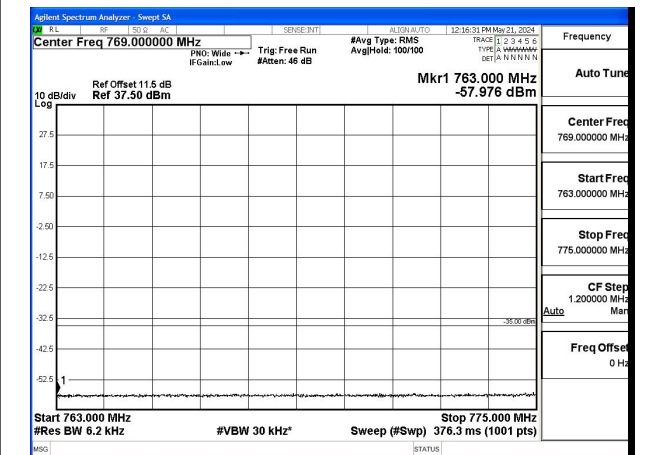 Agilent Spectrum Analyzer - Swept SA
RL RF 50 Ω AC SENSE:INT ALIGN AUTO 12:16:31 PM May 21, 2024
Center Freq 769.000000 MHz
PNO: Wide
IFGain:Low
Trig: Free Run
#Atten: 46 dB
#Avg Type: RMS
Avg|Hold: 100/100
TRACE 1 2 3 4 5 6
TYPE A WWWWW
DET A N N N N N
Mkr1 763.000 MHz
-57.976 dBm
Ref Offset 11.5 dB
Ref 37.50 dBm
10 dB/div
Log
27.5
17.5
7.50
-2.50
-12.5
-22.5
-32.5
-35.00 dBm
-42.5
-52.5
1
Start 763.000 MHz
Stop 775.000 MHz
#Res BW 6.2 kHz
#VBW 30 kHz*
Sweep (#Swp) 376.3 ms (1001 pts)
MSG
STATUS
Frequency
Auto Tune
Center Freq
769.000000 MHz
Start Freq
763.000000 MHz
Stop Freq
775.000000 MHz
CF Step
1.200000 MHz
Auto Man
Freq Offset
0 Hz